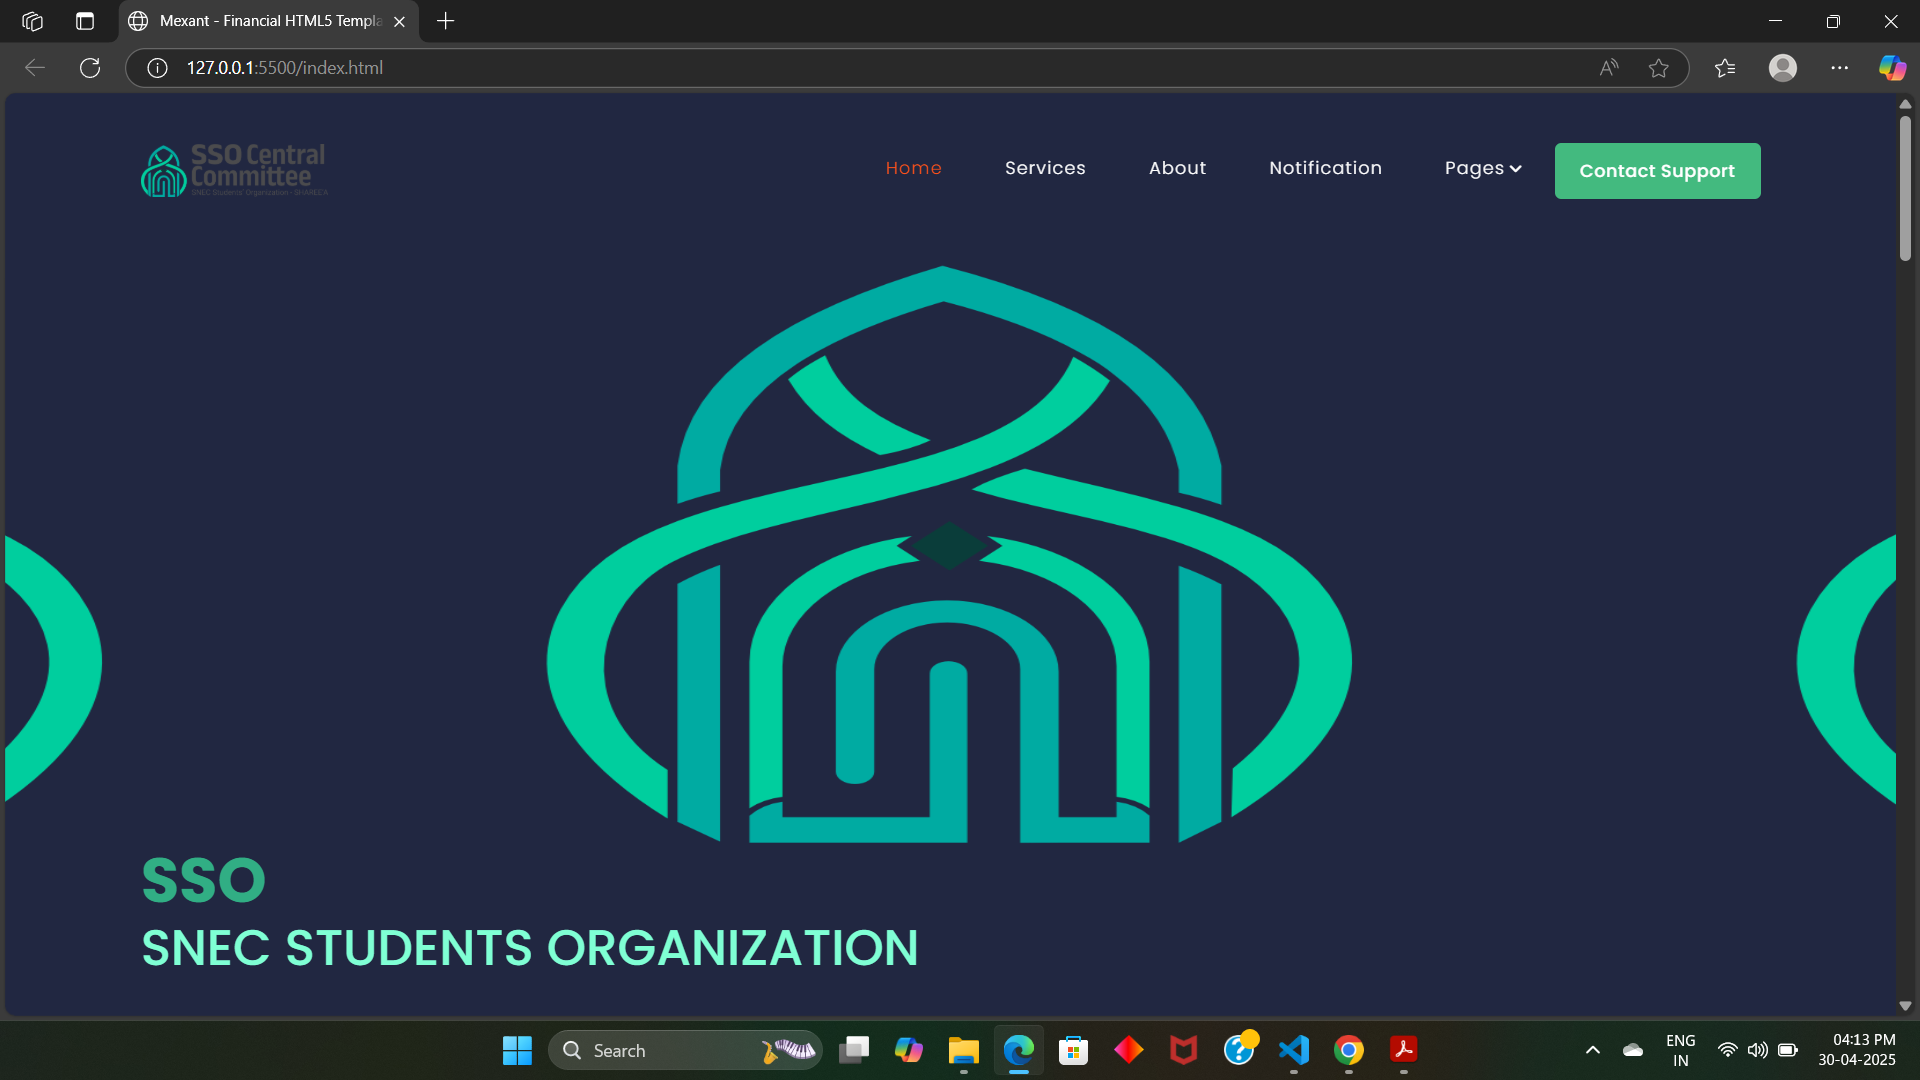 Mexant - Financial HTML5 Templa
127.0.0.1:5500/index.html
SSO Central
Committee
SNEC Students' Organization - SHAREEA
Home
Services
About
Notification
Pages
Contact Support
SSO
SNEC STUDENTS ORGANIZATION
Search
ENG
IN
04:13 PM
30-04-2025